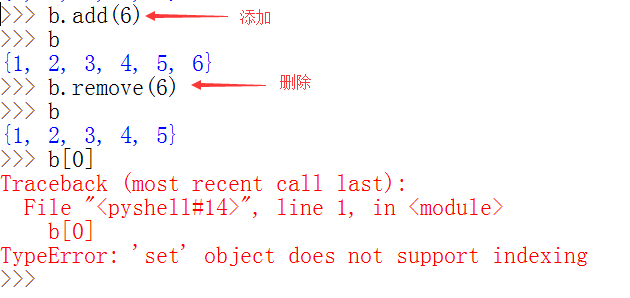 >>> b.add(6) 添加
>>> b
{1, 2, 3, 4, 5, 6}
>>> b.remove(6) 删除
>>> b
{1, 2, 3, 4, 5}
>>> b[0]
Traceback (most recent call last):
  File "<pyshell#14>", line 1, in <module>
    b[0]
TypeError: 'set' object does not support indexing
>>>